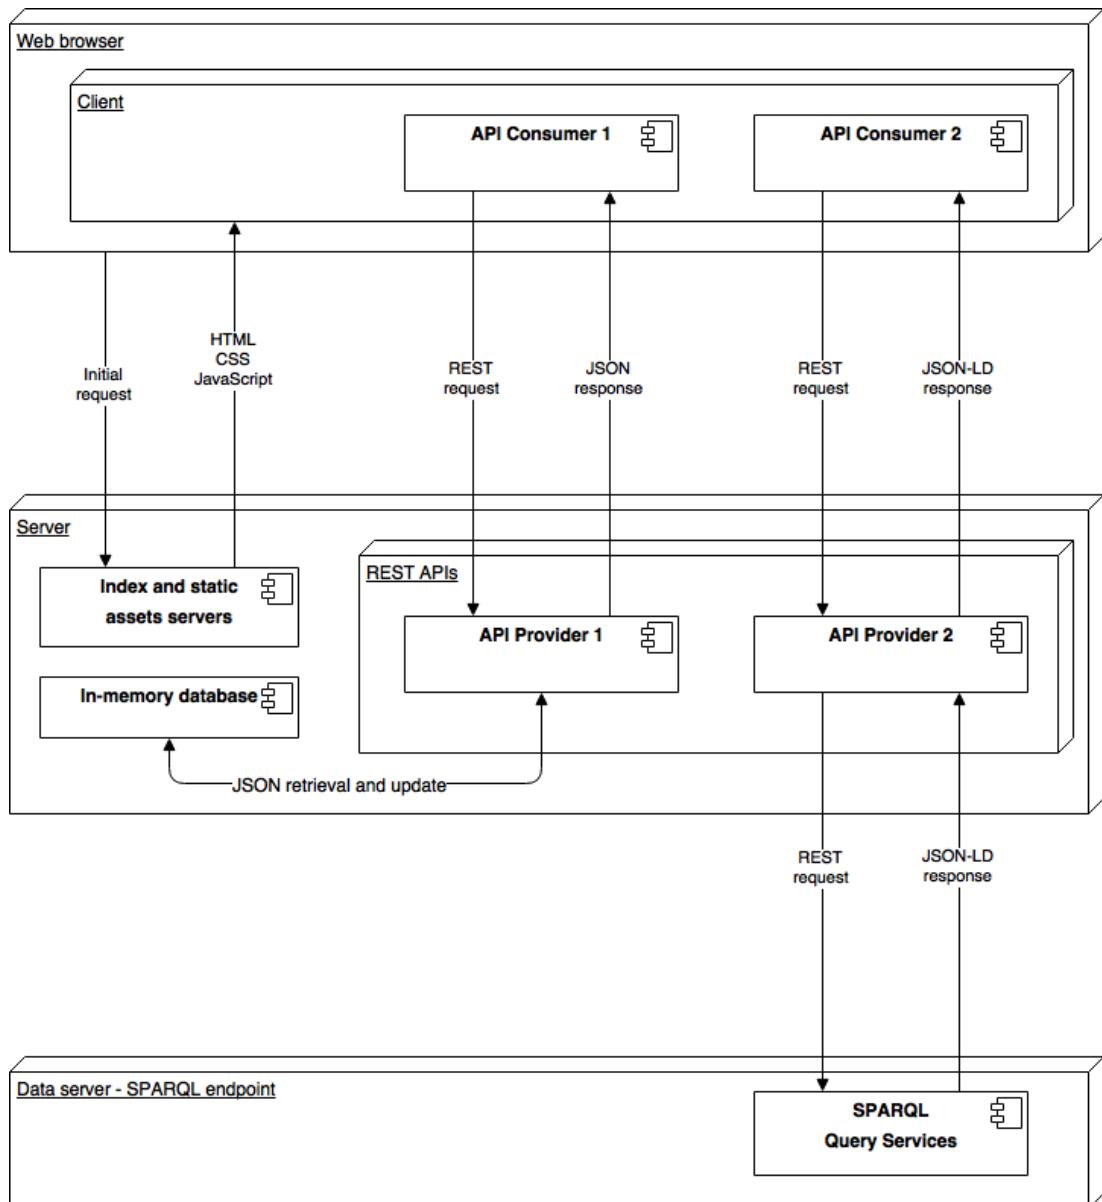 Web browser
Client
API Consumer 1
API Consumer 2
Initial
request
HTML
CSS
JavaScript
REST
request
JSON
response
REST
request
JSON-LD
response
Server
Index and static
assets servers
In-memory database
REST APIs
API Provider 1
API Provider 2
JSON retrieval and update
REST
request
JSON-LD
response
Data server - SPARQL endpoint
SPARQL
Query Services